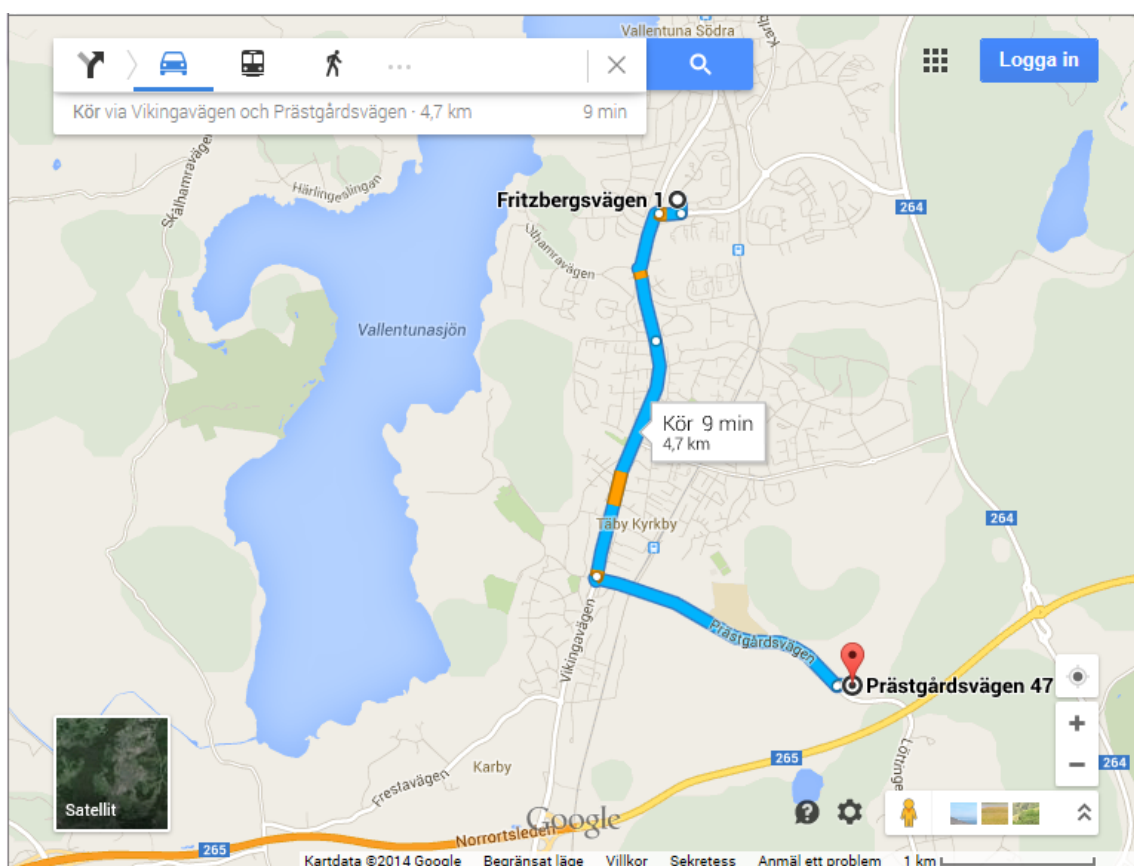 Vallentuna Södra
Logga in
Kör via Vikingavägen och Prästgårdsvägen · 4,7 km 9 min
Skålhamravägen
Härlingeslingan
Fritzbergsvägen 1
264
Uthamravägen
Vallentunasjön
Kör 9 min
4,7 km
264
Täby Kyrkby
Prästgårdsvägen
Vikingavägen
Prästgårdsvägen 47
265
264
Karby
Frestavägen
Satellit
Google
Norrortsleden
265
Kartdata ©2014 Google Begränsat läge Villkor Sekretess Anmäl ett problem 1 km